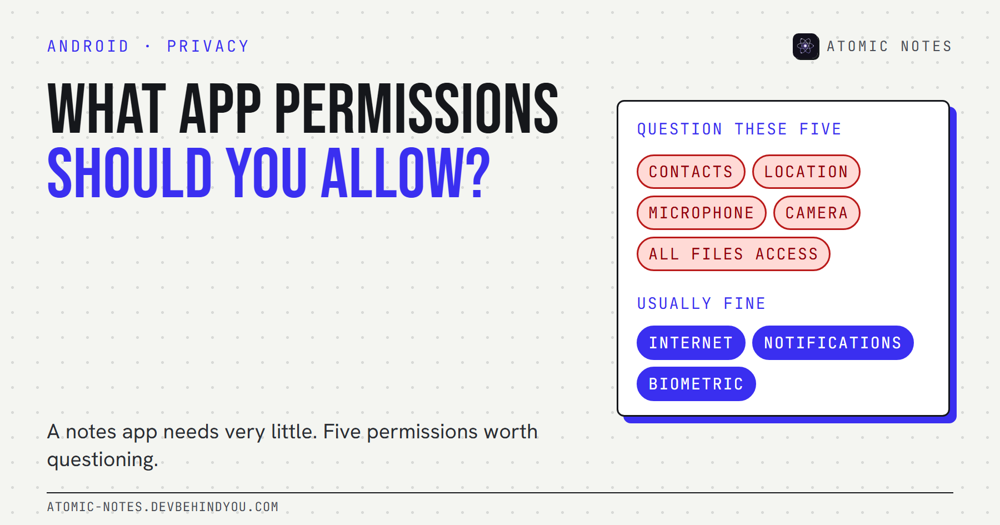 ANDROID · PRIVACY
ATOMIC NOTES
WHAT APP PERMISSIONS
SHOULD YOU ALLOW?
QUESTION THESE FIVE
CONTACTS
LOCATION
MICROPHONE
CAMERA
ALL FILES ACCESS
USUALLY FINE
INTERNET
NOTIFICATIONS
BIOMETRIC
A notes app needs very little. Five permissions worth
questioning.
ATOMIC-NOTES.DEVBEHINDYOU.COM